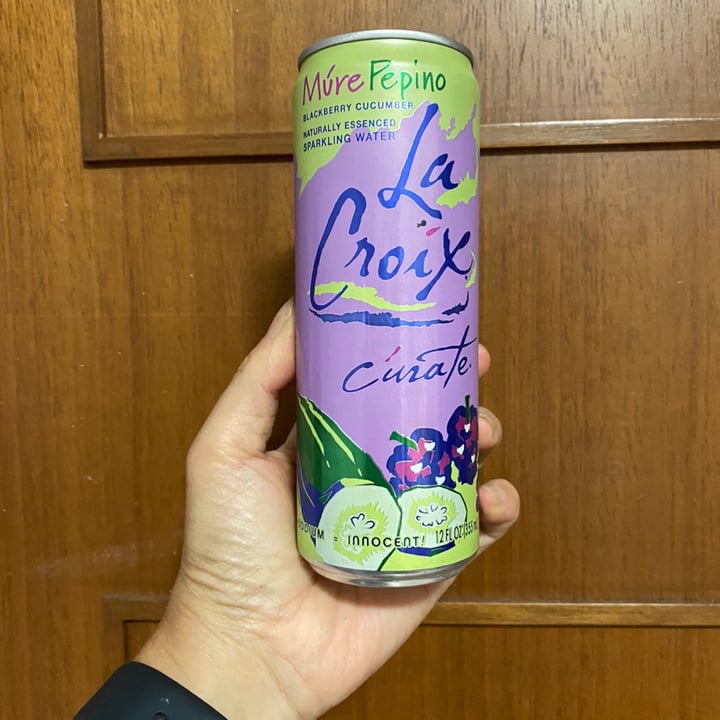 Múre Pepino
BLACKBERRY CUCUMBER
NATURALLY ESSENCED
SPARKLING WATER
La
Croix
cúrate.
= INNOCENT! 12 FL OZ